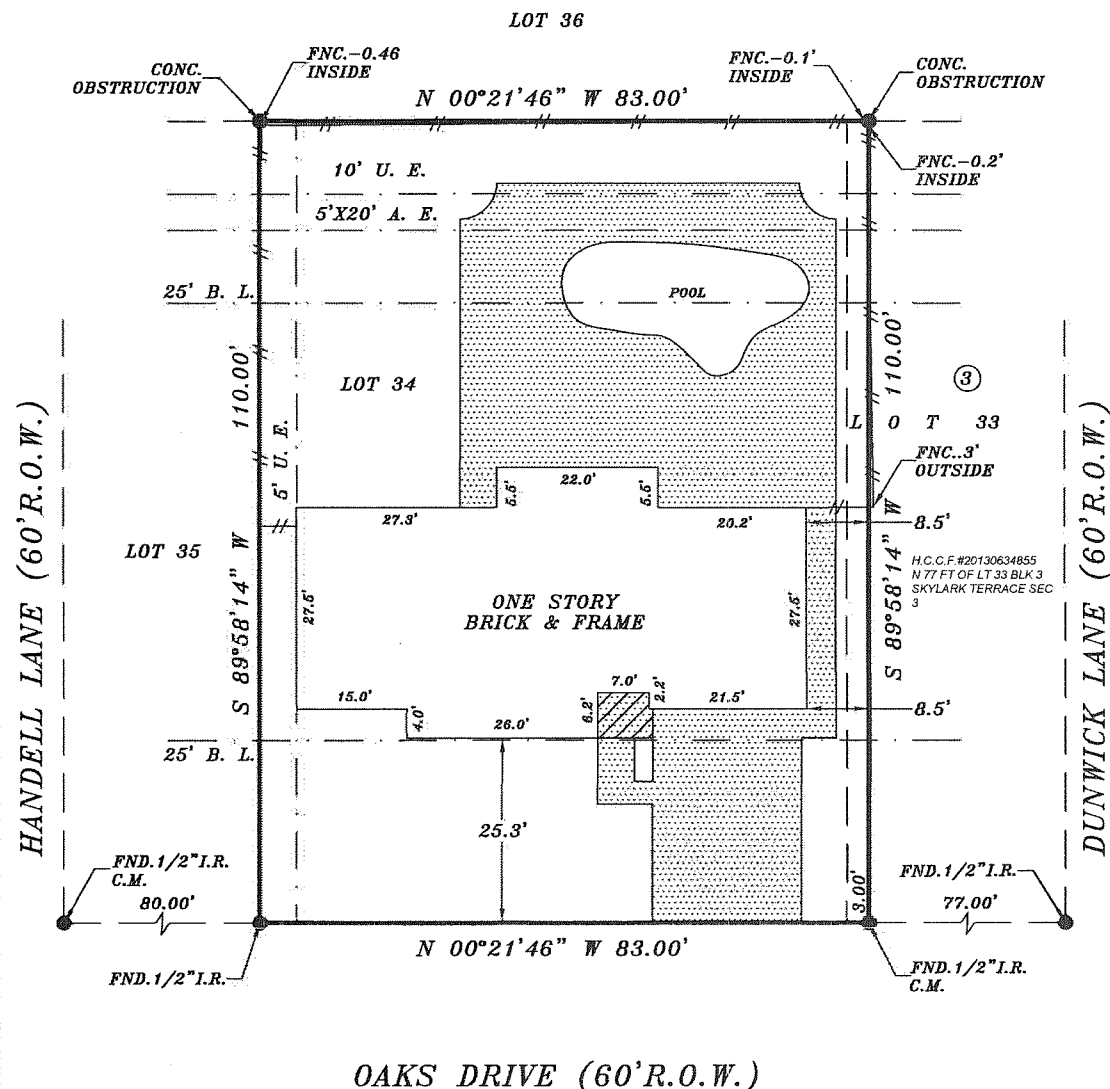 LOT 36
FNC.-0.46
INSIDE
FNC.-0.1'
INSIDE
CONC.
OBSTRUCTION
CONC.
OBSTRUCTION
N 00°21'46" W 83.00'
FNC.-0.2'
INSIDE
10' U. E.
5'X20' A. E.
25' B. L.
POOL
110.00'
110.00'
LOT 34
3
L O T 33
5' U. E.
FNC..3'
OUTSIDE
22.0'
5.5'
5.5'
27.3'
20.2'
8.5'
HANDELL LANE (60'R.O.W.)
DUNWICK LANE (60'R.O.W.)
LOT 35
S 89°58'14" W
S 89°58'14" W
H.C.C.F.#20130634855
N 77 FT OF LT 33 BLK 3
SKYLARK TERRACE SEC
3
27.5'
ONE STORY
BRICK & FRAME
27.5'
7.0'
2.2'
6.2'
15.0'
4.0'
26.0'
21.5'
8.5'
25' B. L.
25.3'
FND.1/2"I.R.
C.M.
80.00'
3.00'
FND.1/2"I.R.
77.00'
N 00°21'46" W 83.00'
FND.1/2"I.R.
FND.1/2"I.R.
C.M.
OAKS DRIVE (60'R.O.W.)